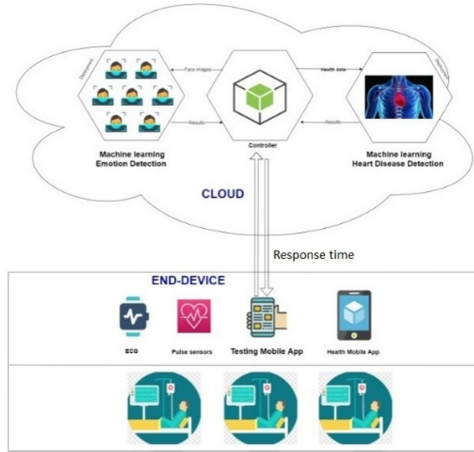 Deployment
Face images
Health data
Results
Results
Controller
Machine learning
Emotion Detection
Machine learning
Heart Disease Detection
CLOUD
Response time
END-DEVICE
ECG
Pulse sensors
Testing Mobile App
Health Mobile App